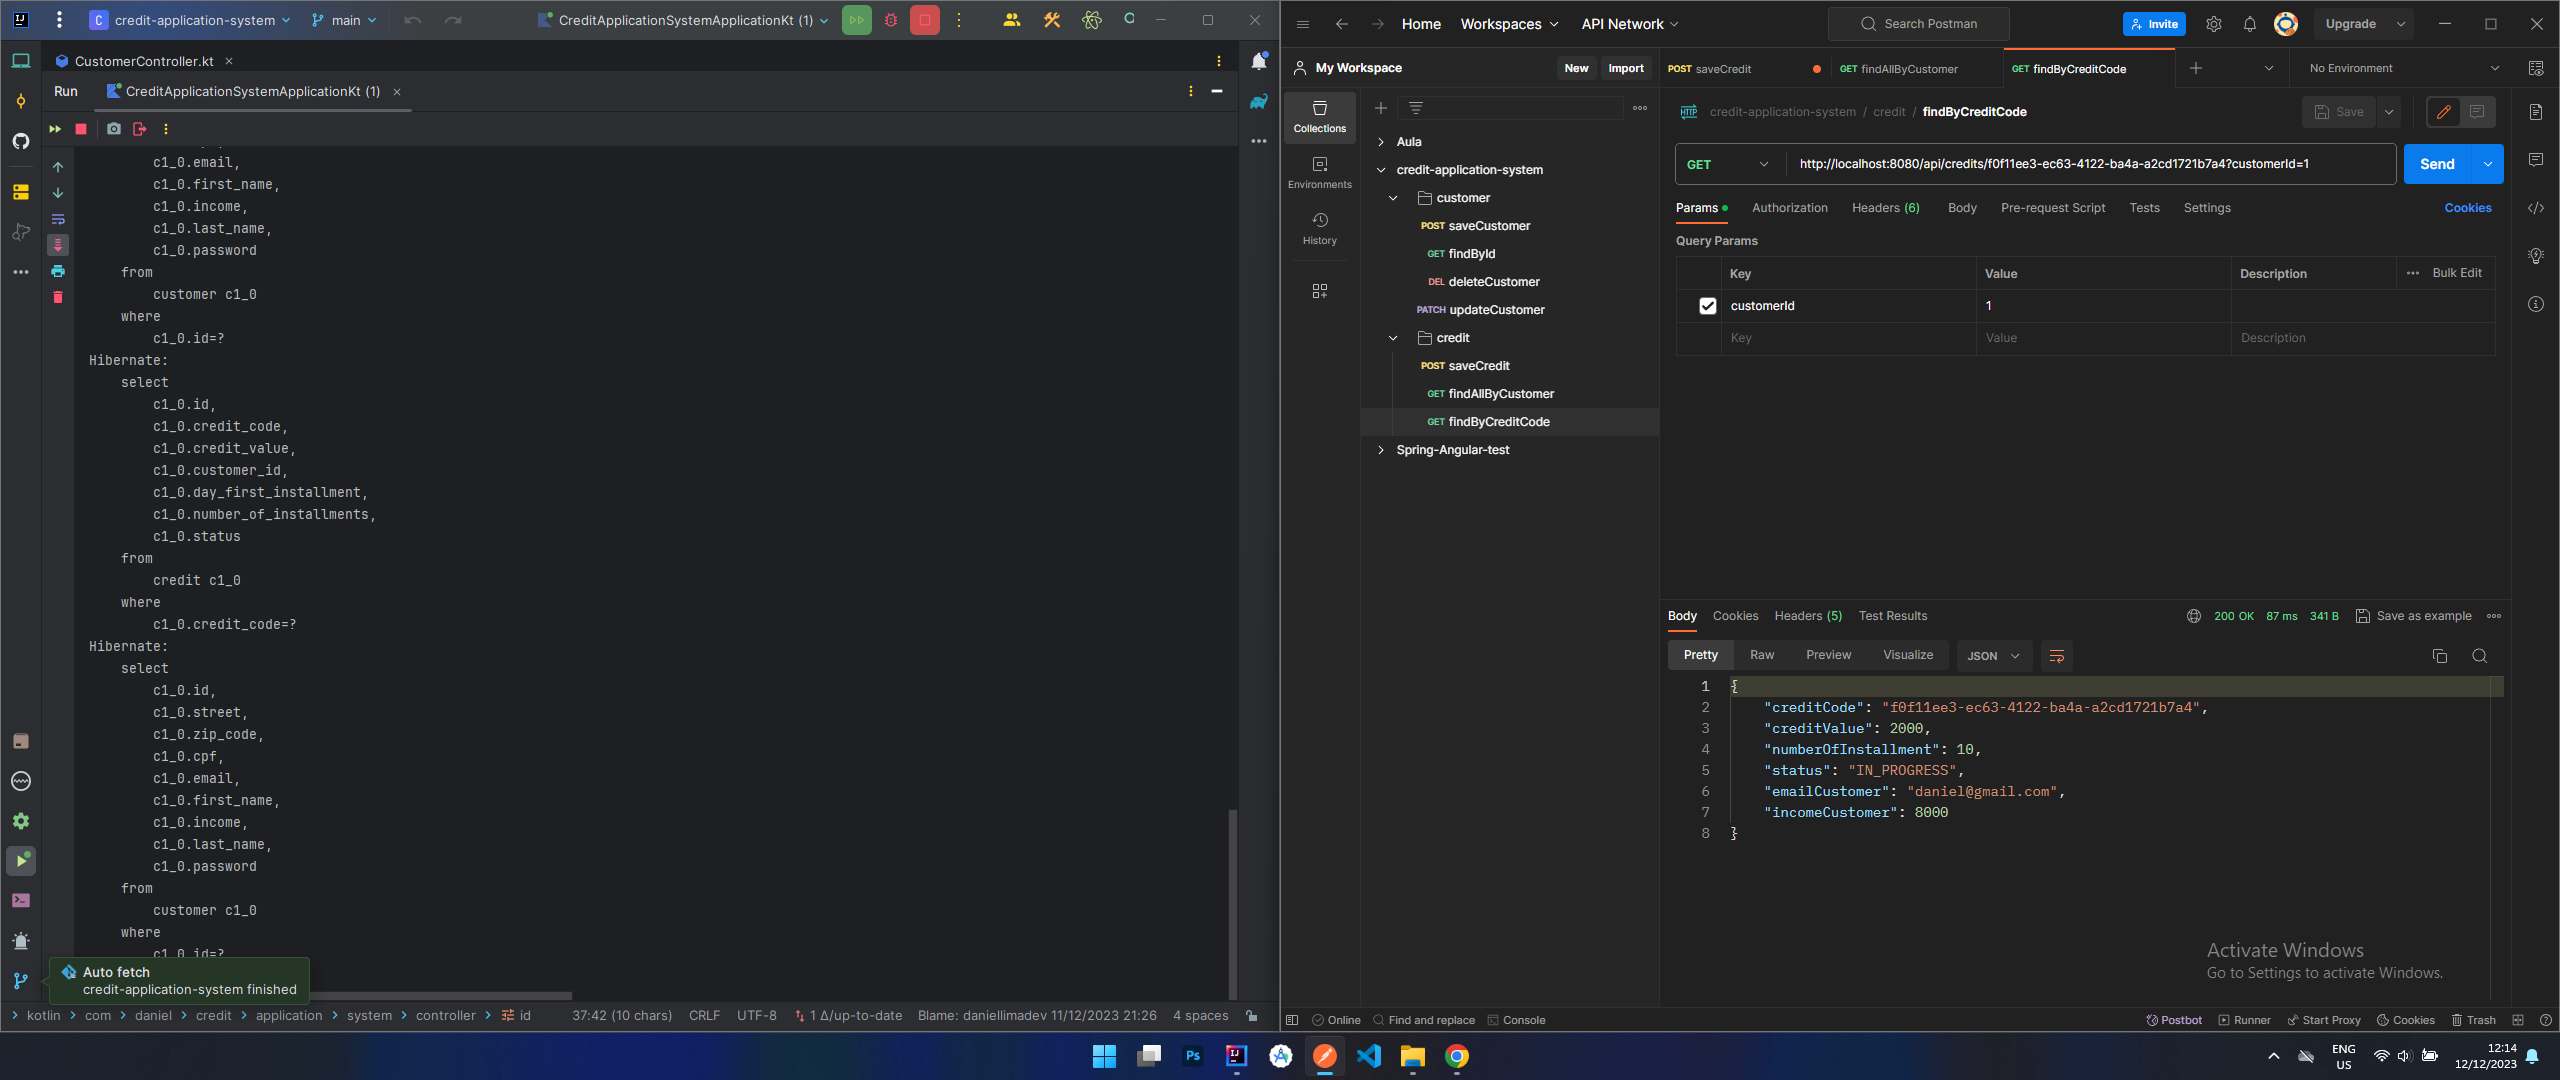 credit-application-system
main
CreditApplicationSystemApplicationKt (1)
CustomerController.kt
Run
CreditApplicationSystemApplicationKt (1)
c1_0.email,
c1_0.first_name,
c1_0.income,
c1_0.last_name,
c1_0.password
from
customer c1_0
where
c1_0.id=?
Hibernate:
select
c1_0.id,
c1_0.credit_code,
c1_0.credit_value,
c1_0.customer_id,
c1_0.day_first_installment,
c1_0.number_of_installments,
c1_0.status
from
credit c1_0
where
c1_0.credit_code=?
Hibernate:
select
c1_0.id,
c1_0.street,
c1_0.zip_code,
c1_0.cpf,
c1_0.email,
c1_0.first_name,
c1_0.income,
c1_0.last_name,
c1_0.password
from
customer c1_0
where
c1_0.id=?
Auto fetch
credit-application-system finished
kotlin > com > daniel > credit > application > system > controller > id
37:42 (10 chars) CRLF UTF-8 1 Δ/up-to-date Blame: daniellimadev 11/12/2023 21:26 4 spaces
Home Workspaces API Network Search Postman Invite Upgrade
My Workspace New Import
POST saveCredit GET findAllByCustomer GET findByCreditCode No Environment
Collections
Environments
History
Aula
credit-application-system
customer
POST saveCustomer
GET findById
DEL deleteCustomer
PATCH updateCustomer
credit
POST saveCredit
GET findAllByCustomer
GET findByCreditCode
Spring-Angular-test
HTTP credit-application-system / credit / findByCreditCode Save
GET http://localhost:8080/api/credits/f0f11ee3-ec63-4122-ba4a-a2cd1721b7a4?customerId=1 Send
Params Authorization Headers (6) Body Pre-request Script Tests Settings Cookies
Query Params
Key Value Description Bulk Edit
customerId 1
Key Value Description
Body Cookies Headers (5) Test Results 200 OK 87 ms 341 B Save as example
Pretty Raw Preview Visualize JSON
1 {
2 "creditCode": "f0f11ee3-ec63-4122-ba4a-a2cd1721b7a4",
3 "creditValue": 2000,
4 "numberOfInstallment": 10,
5 "status": "IN_PROGRESS",
6 "emailCustomer": "daniel@gmail.com",
7 "incomeCustomer": 8000
8 }
Activate Windows
Go to Settings to activate Windows.
Online Find and replace Console Postbot Runner Start Proxy Cookies Trash
Ps
ENG
US
12:14
12/12/2023